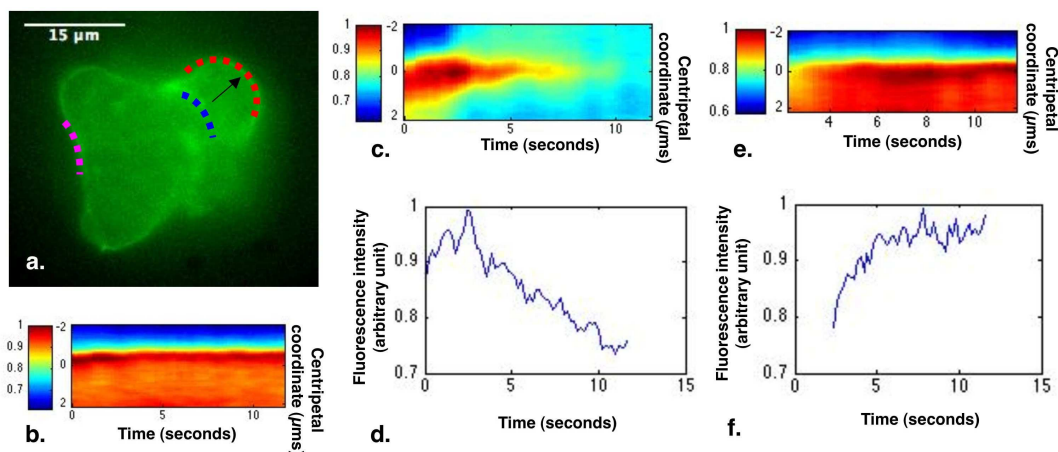 15 µm
a.
1
0.9
0.8
0.7
-2
0
2
0
5
10
Time (seconds)
Centripetal
coordinate (µms)
b.
1
0.9
0.8
0.7
-2
0
2
0
5
10
Time (seconds)
Centripetal
coordinate (µms)
c.
1
0.9
0.8
0.7
0
5
10
15
Fluorescence intensity
(arbitrary unit)
Time (seconds)
d.
1
0.8
0.6
-2
0
2
4
6
8
10
Time (seconds)
Centripetal
coordinate (µms)
e.
1
0.9
0.8
0.7
0
5
10
15
Fluorescence intensity
(arbitrary unit)
Time (seconds)
f.